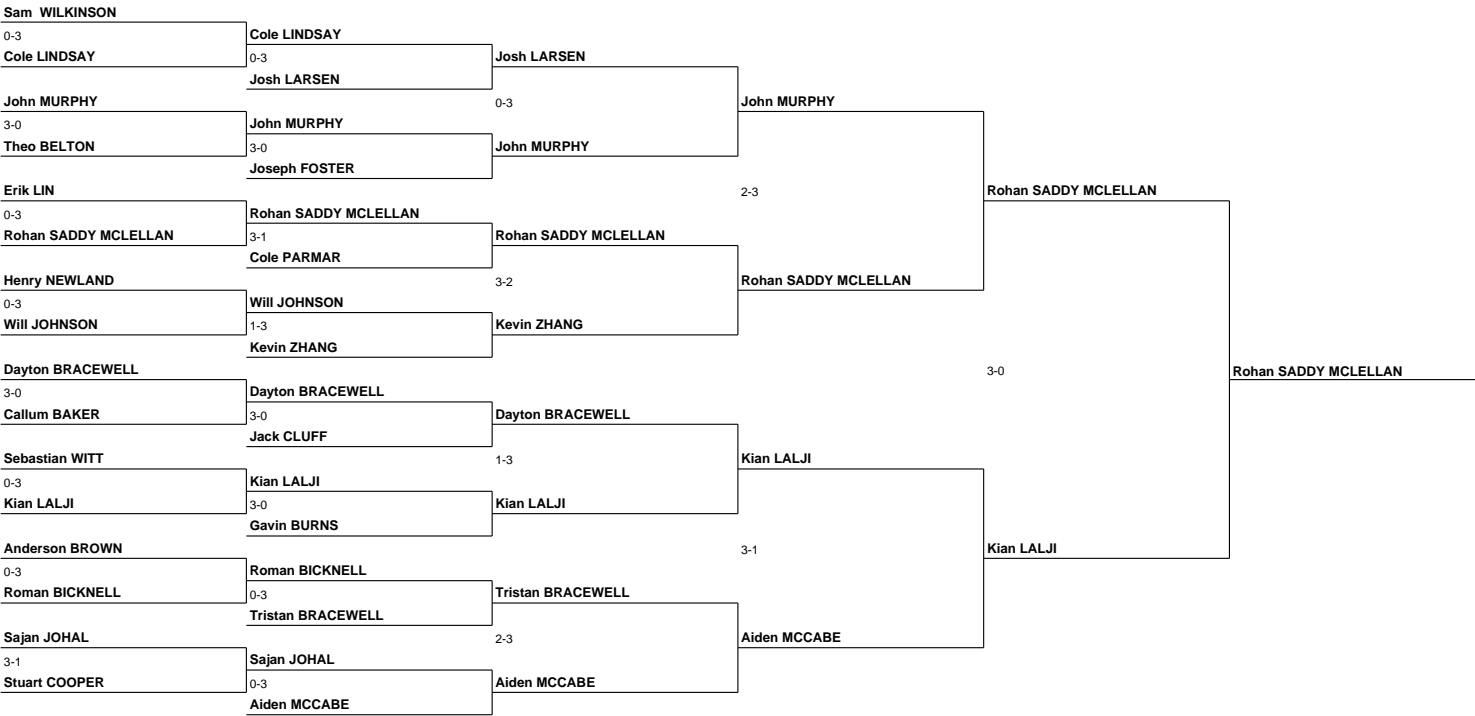 Sam  WILKINSON
0-3
Cole LINDSAY
John MURPHY
3-0
Theo BELTON
Erik LIN
0-3
Rohan SADDY MCLELLAN
Henry NEWLAND
0-3
Will JOHNSON
Dayton BRACEWELL
3-0
Callum BAKER
Sebastian WITT
0-3
Kian LALJI
Anderson BROWN
0-3
Roman BICKNELL
Sajan JOHAL
3-1
Stuart COOPER
Cole LINDSAY
0-3
Josh LARSEN
John MURPHY
3-0
Joseph FOSTER
Rohan SADDY MCLELLAN
3-1
Cole PARMAR
Will JOHNSON
1-3
Kevin ZHANG
Dayton BRACEWELL
3-0
Jack CLUFF
Kian LALJI
3-0
Gavin BURNS
Roman BICKNELL
0-3
Tristan BRACEWELL
Sajan JOHAL
0-3
Aiden MCCABE
Josh LARSEN
0-3
John MURPHY
Rohan SADDY MCLELLAN
3-2
Kevin ZHANG
Dayton BRACEWELL
1-3
Kian LALJI
Tristan BRACEWELL
2-3
Aiden MCCABE
John MURPHY
2-3
Rohan SADDY MCLELLAN
Kian LALJI
3-1
Aiden MCCABE
Rohan SADDY MCLELLAN
3-0
Kian LALJI
Rohan SADDY MCLELLAN